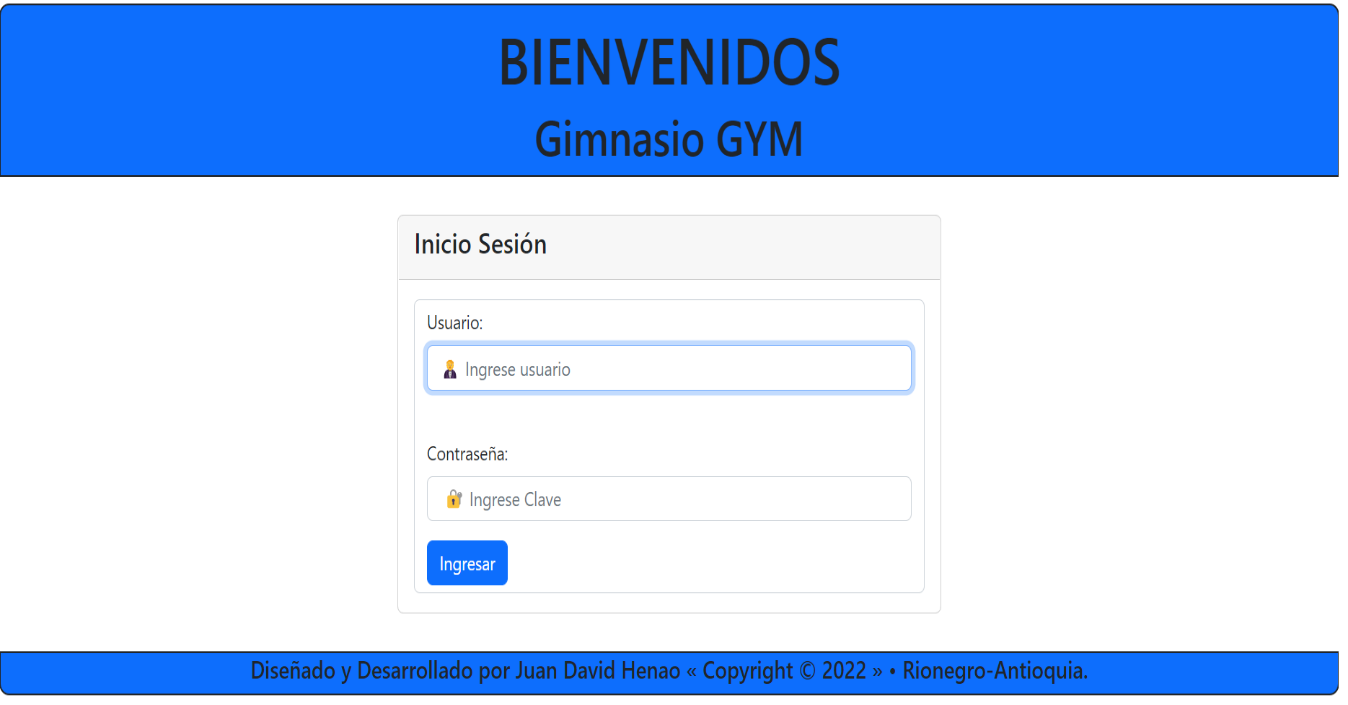 BIENVENIDOS
Gimnasio GYM
Inicio Sesión
Usuario:
Ingrese usuario
Contraseña:
Ingrese Clave
Ingresar
Diseñado y Desarrollado por Juan David Henao « Copyright © 2022 » • Rionegro-Antioquia.